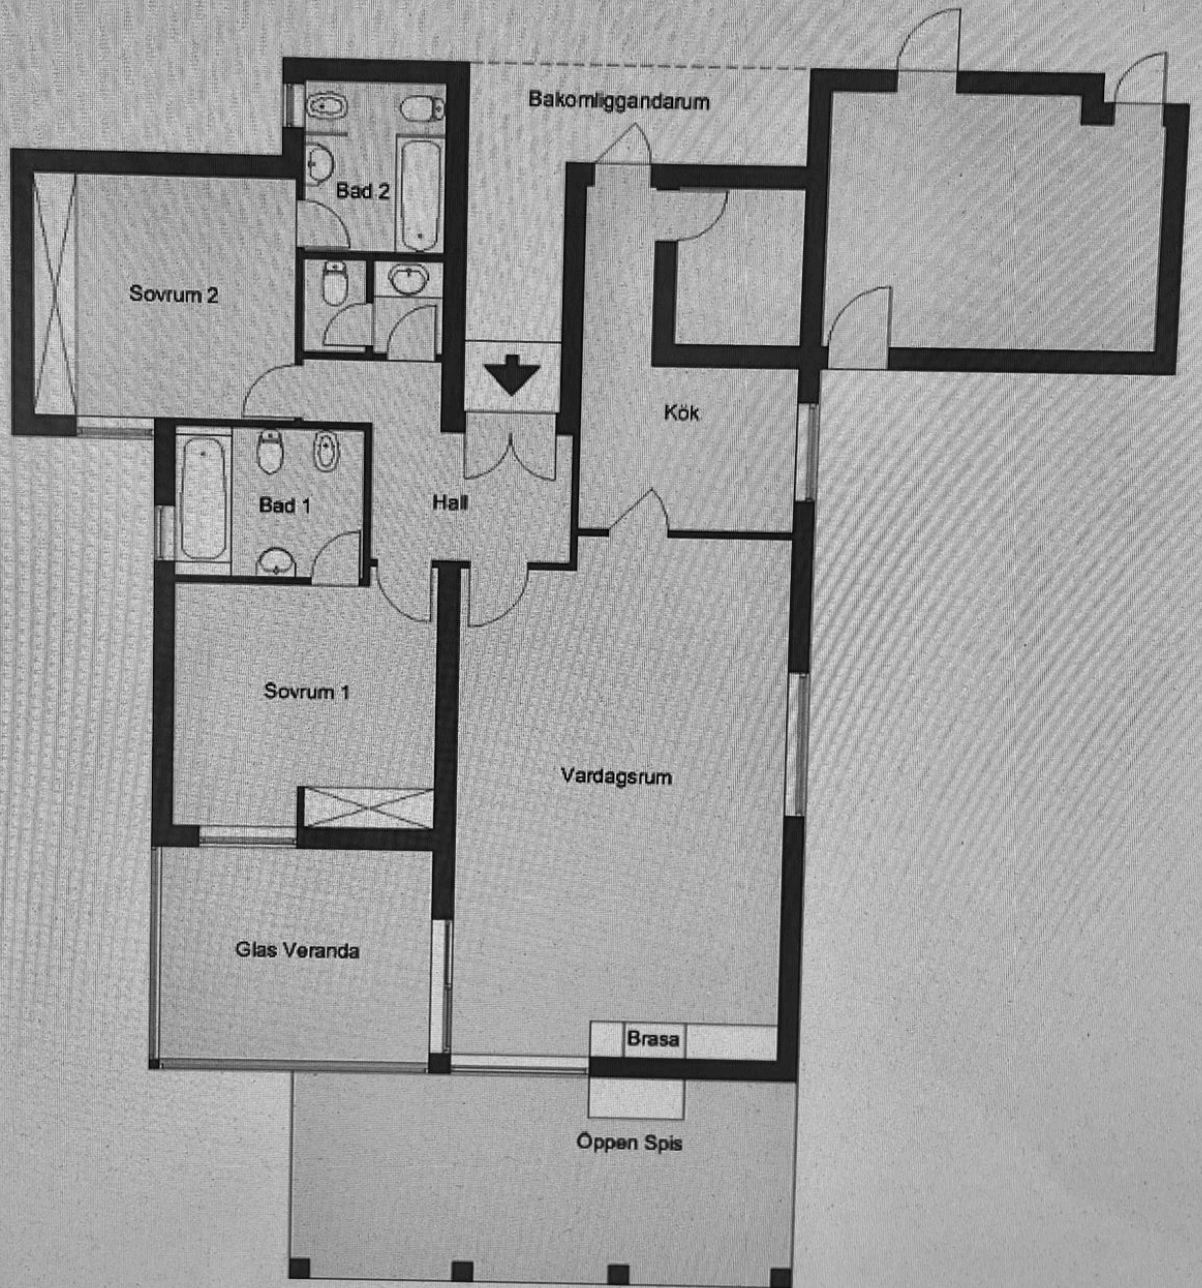 Bakomliggandarum
Bad 2
Sovrum 2
Kök
Bad 1
Hall
Sovrum 1
Vardagsrum
Glas Veranda
Brasa
Öppen Spis